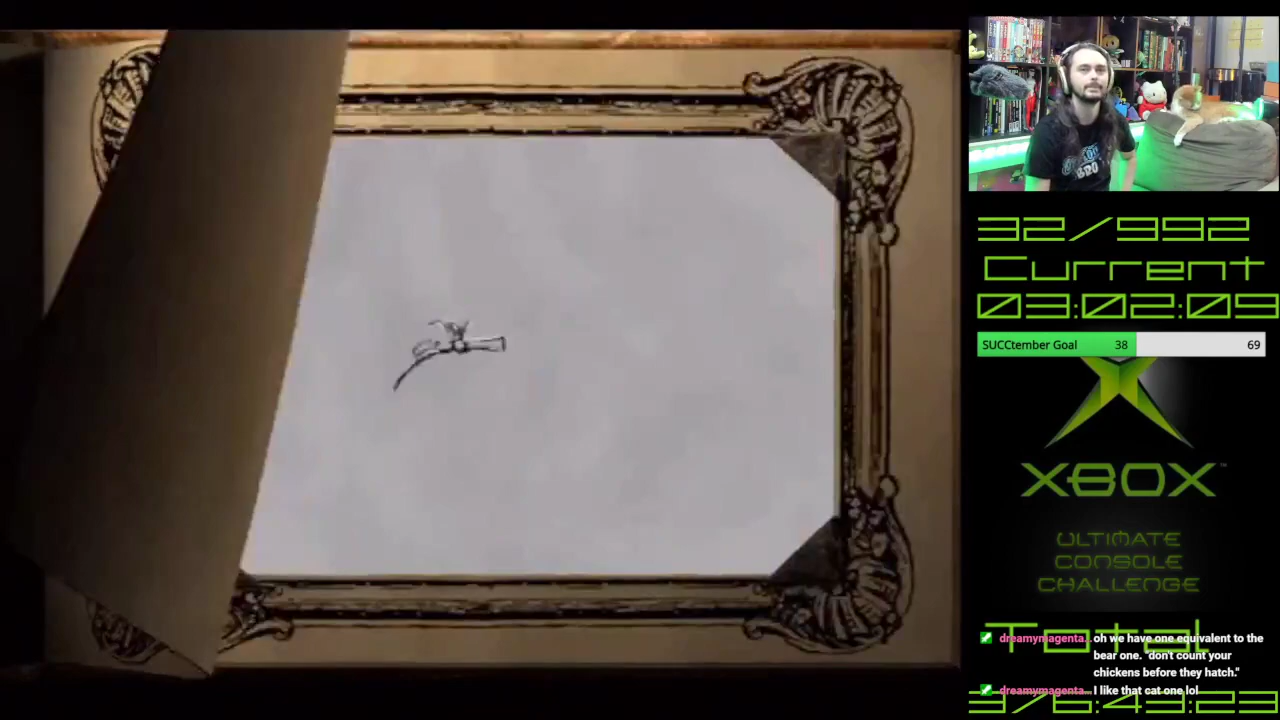 32/992
Current
03:02:09
SUCCtember Goal 38 69
XBOX™
ULTIMATE
CONSOLE
CHALLENGE
Total
dreamymagenta... oh we have one equivalent to the
bear one. "don't count your
chickens before they hatch."
dreamymagenta... I like that cat one lol
376:43:23